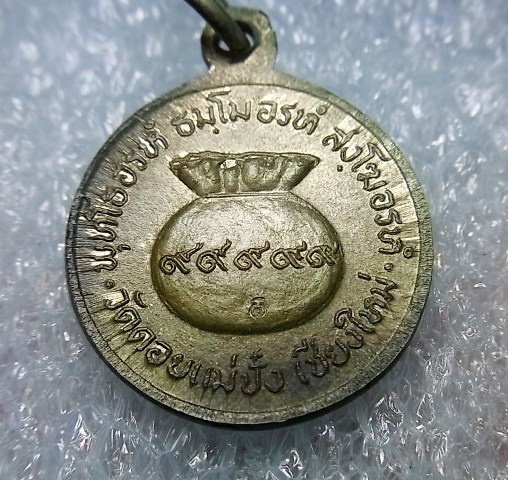 พุทฺโธอรหํ ธมฺโมอรหํ สงฺโฆอรหํ
๙๙๙๙๙
วัดดอยแม่ปั๋ง เชียงใหม่